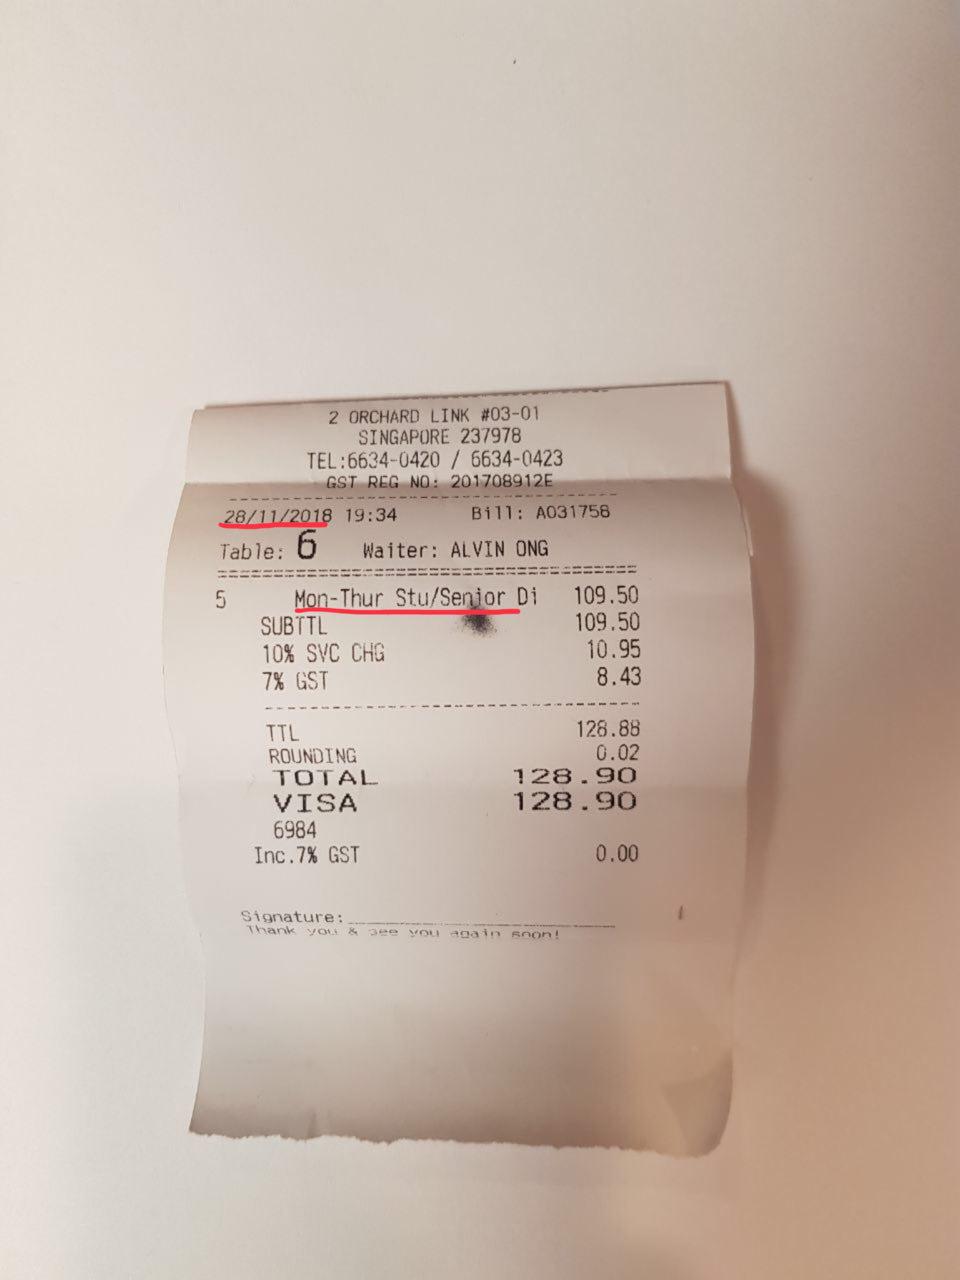 2 ORCHARD LINK #03-01
SINGAPORE 237978
TEL:6634-0420 / 6634-0423
GST REG NO: 201708912E
28/11/2018 19:34 Bill: A031758
Table: 6 Waiter: ALVIN ONG
5 Mon-Thur Stu/Senior Di 109.50
SUBTTL 109.50
10% SVC CHG 10.95
7% GST 8.43
TTL 128.88
ROUNDING 0.02
TOTAL 128.90
VISA 128.90
6984
Inc.7% GST 0.00
Signature:
Thank you & see you again soon!